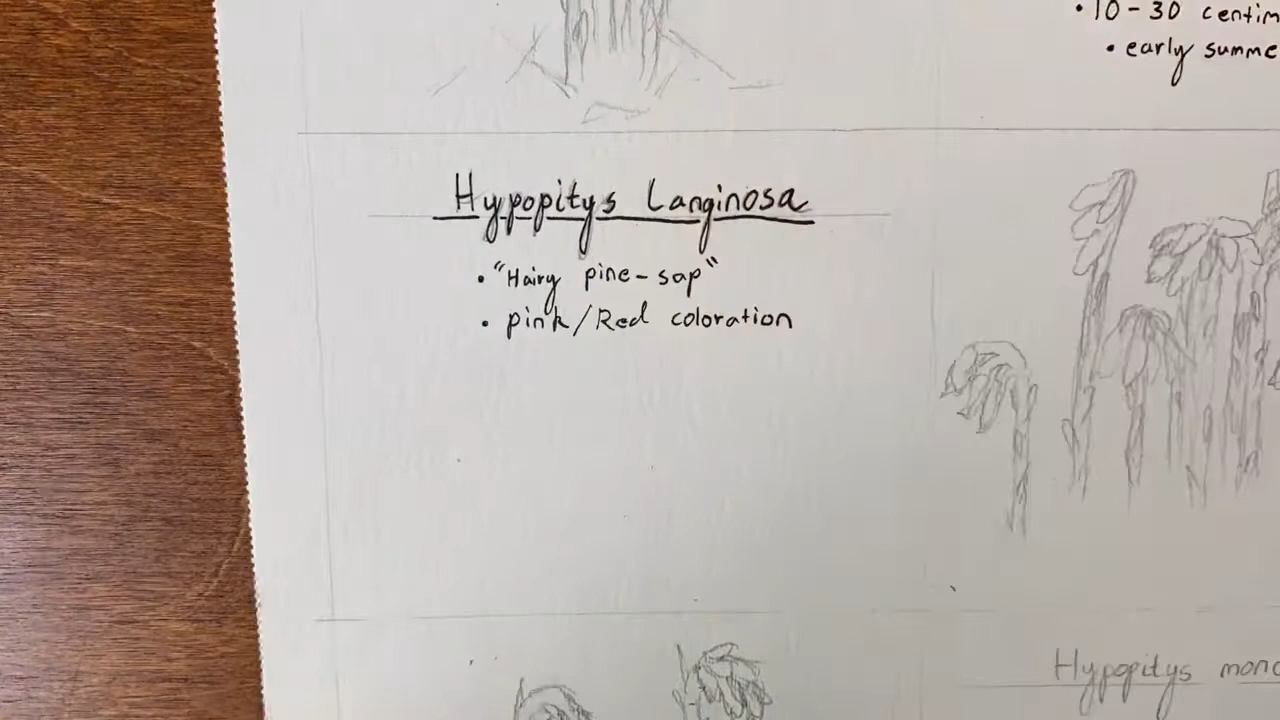 • 10-30 centim
• early summe
Hypopitys Langinosa
• "Hairy pine-sap"
• pink/Red coloration
Hypopitys mono